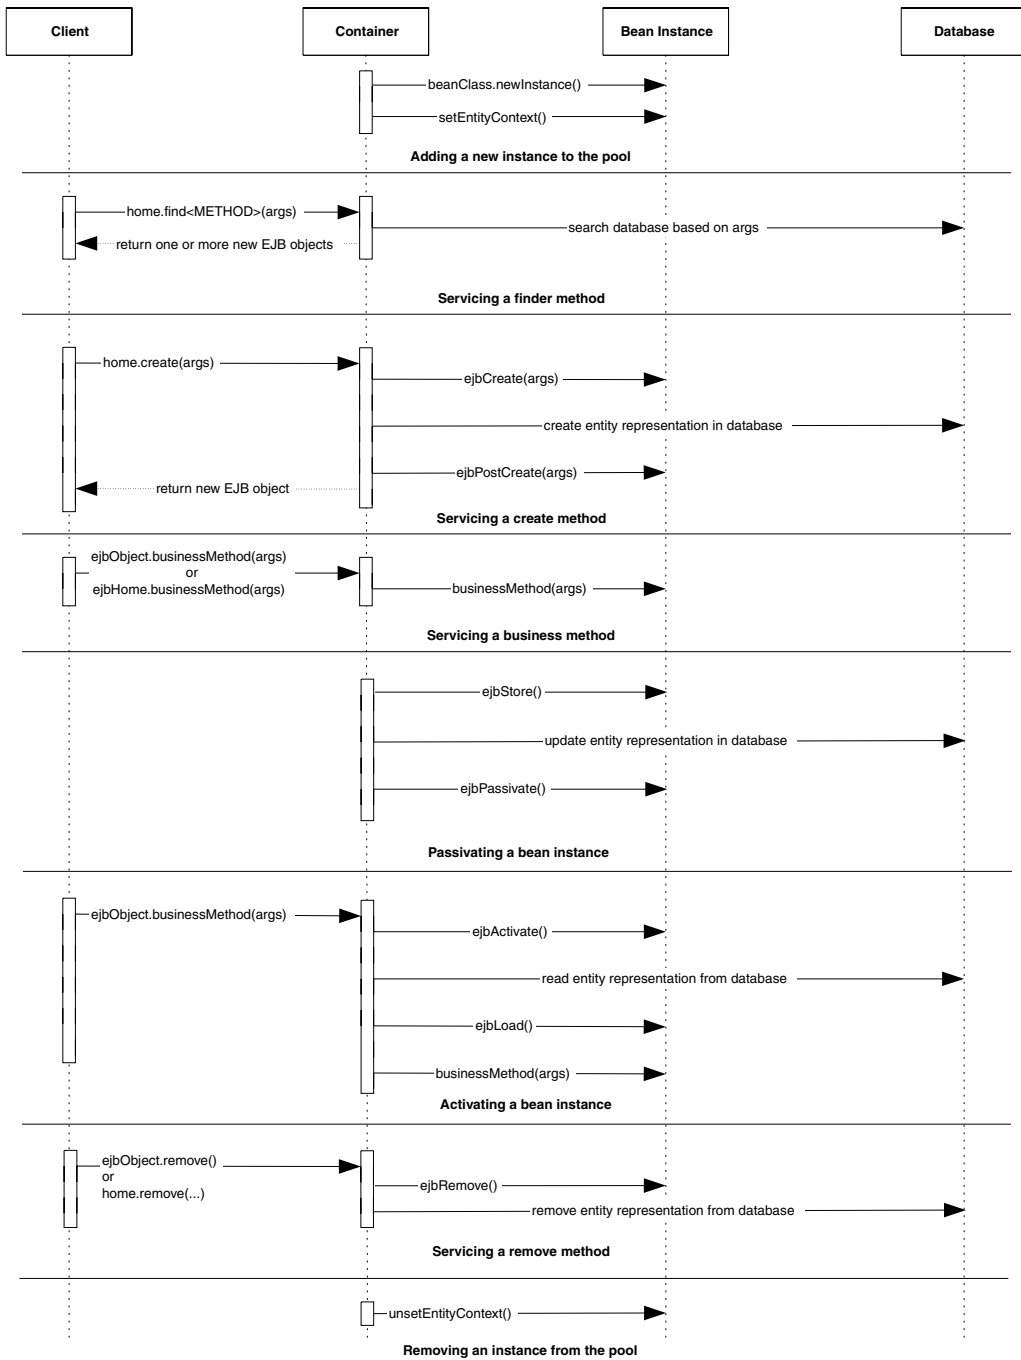 Client
Container
Bean Instance
Database
beanClass.newInstance()
setEntityContext()
Adding a new instance to the pool
home.find<METHOD>(args)
search database based on args
return one or more new EJB objects
Servicing a finder method
home.create(args)
ejbCreate(args)
create entity representation in database
ejbPostCreate(args)
return new EJB object
Servicing a create method
ejbObject.businessMethod(args)
or
ejbHome.businessMethod(args)
businessMethod(args)
Servicing a business method
ejbStore()
update entity representation in database
ejbPassivate()
Passivating a bean instance
ejbObject.businessMethod(args)
ejbActivate()
read entity representation from database
ejbLoad()
businessMethod(args)
Activating a bean instance
ejbObject.remove()
or
home.remove(...)
ejbRemove()
remove entity representation from database
Servicing a remove method
unsetEntityContext()
Removing an instance from the pool